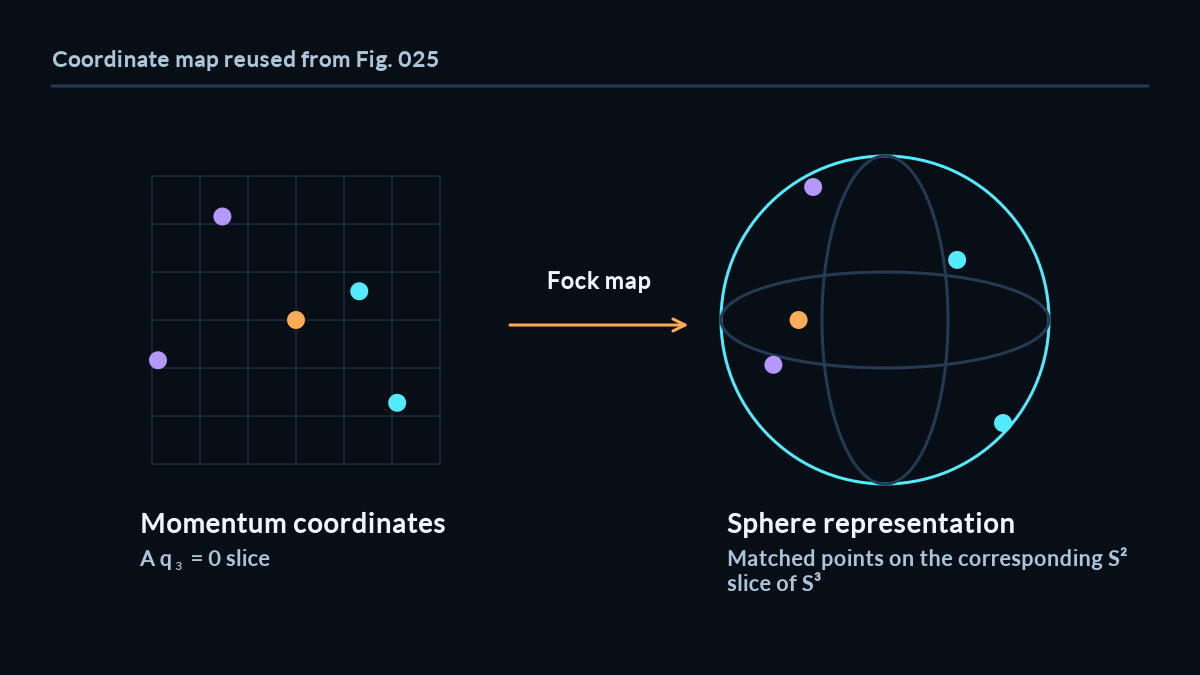 Coordinate map reused from Fig. 025
Fock map
Momentum coordinates
A q₃ = 0 slice
Sphere representation
Matched points on the corresponding S²
slice of S³